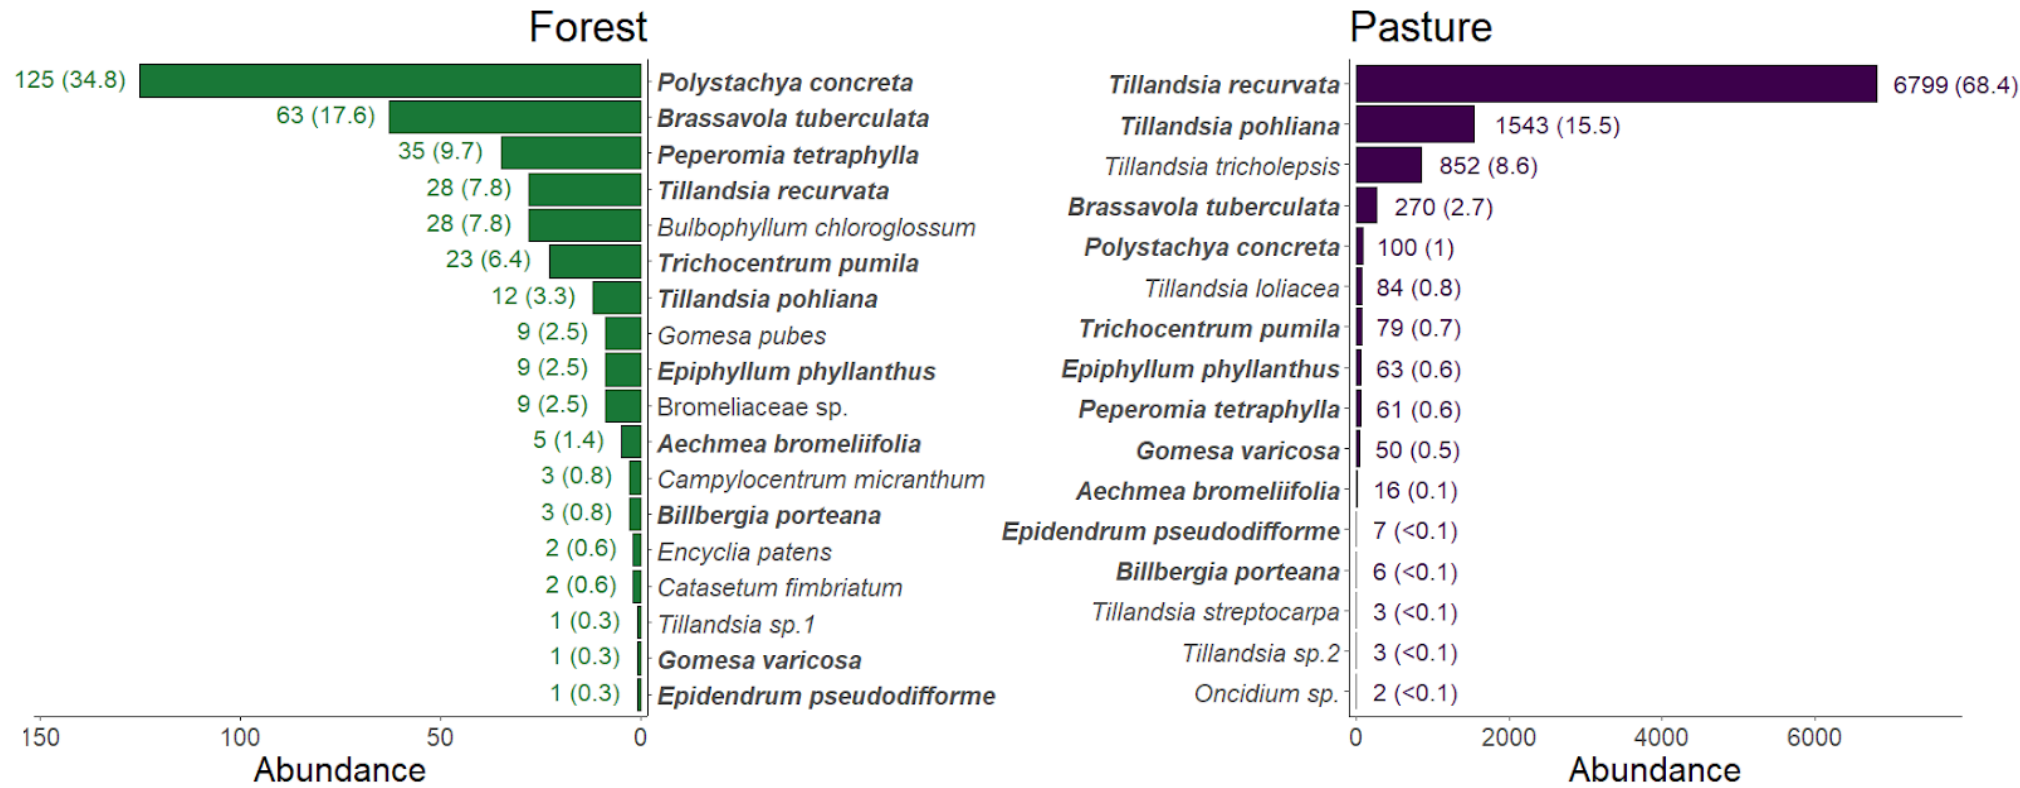 Forest
125 (34.8) Polystachya concreta
63 (17.6) Brassavola tuberculata
35 (9.7) Peperomia tetraphylla
28 (7.8) Tillandsia recurvata
28 (7.8) Bulbophyllum chloroglossum
23 (6.4) Trichocentrum pumila
12 (3.3) Tillandsia pohliana
9 (2.5) Gomesa pubes
9 (2.5) Epiphyllum phyllanthus
9 (2.5) Bromeliaceae sp.
5 (1.4) Aechmea bromeliifolia
3 (0.8) Campylocentrum micranthum
3 (0.8) Billbergia porteana
2 (0.6) Encyclia patens
2 (0.6) Catasetum fimbriatum
1 (0.3) Tillandsia sp.1
1 (0.3) Gomesa varicosa
1 (0.3) Epidendrum pseudodifforme
150 100 50 0
Abundance
Pasture
Tillandsia recurvata 6799 (68.4)
Tillandsia pohliana 1543 (15.5)
Tillandsia tricholepsis 852 (8.6)
Brassavola tuberculata 270 (2.7)
Polystachya concreta 100 (1)
Tillandsia loliacea 84 (0.8)
Trichocentrum pumila 79 (0.7)
Epiphyllum phyllanthus 63 (0.6)
Peperomia tetraphylla 61 (0.6)
Gomesa varicosa 50 (0.5)
Aechmea bromeliifolia 16 (0.1)
Epidendrum pseudodifforme 7 (<0.1)
Billbergia porteana 6 (<0.1)
Tillandsia streptocarpa 3 (<0.1)
Tillandsia sp.2 3 (<0.1)
Oncidium sp. 2 (<0.1)
0 2000 4000 6000
Abundance